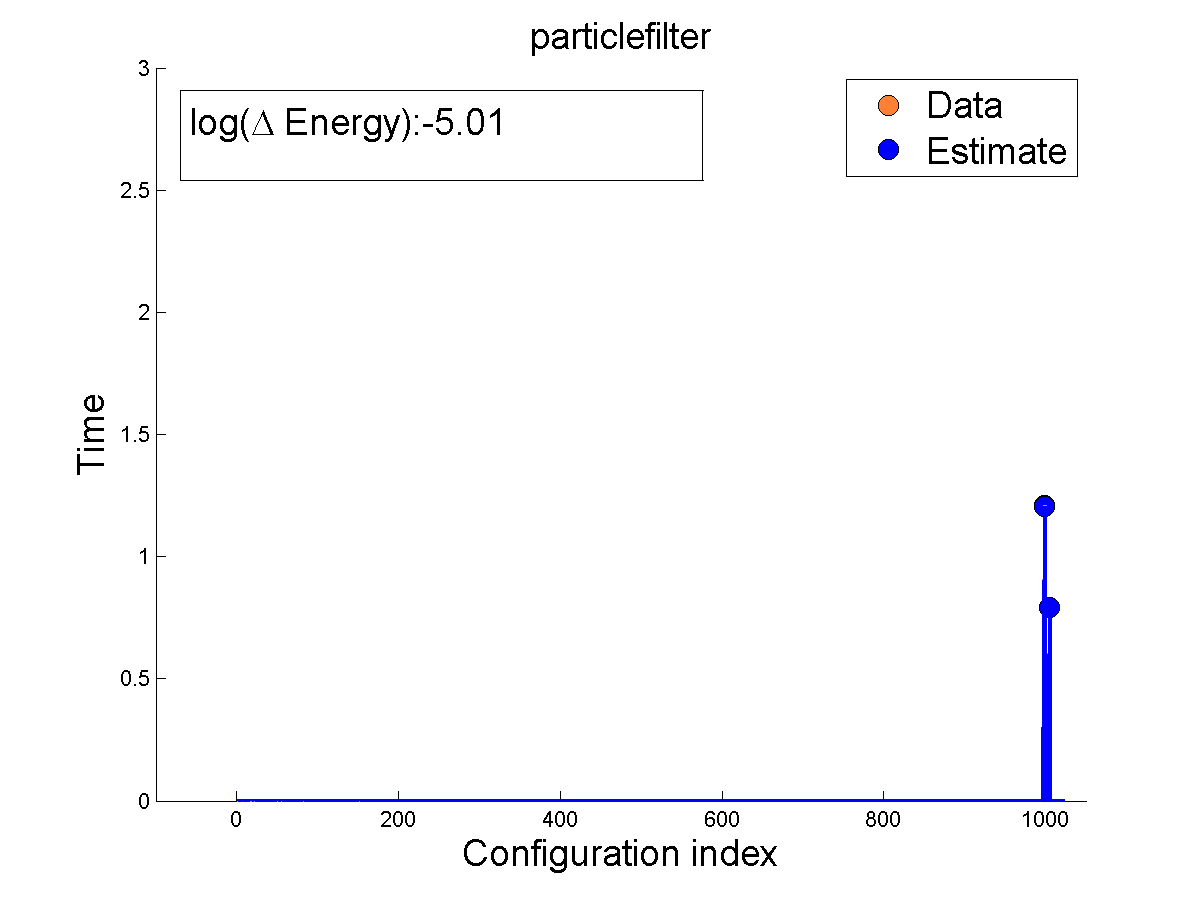 particlefilter
log(Δ Energy):-5.01
Data
Estimate
3
2.5
2
1.5
1
0.5
0
Time
0 200 400 600 800 1000
Configuration index